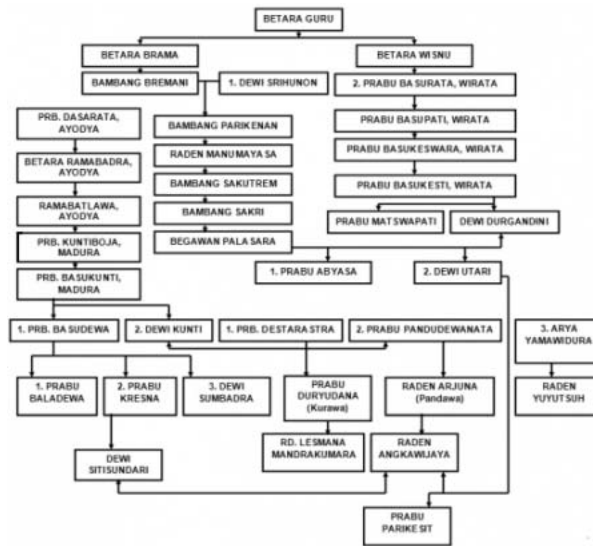 BETARA GURU
BETARA BRAMA
BETARA WISNU
BAMBANG BREMANI
1. DEWI SRIHUNON
2. PRABU BASURATA, WIRATA
PRB. DASARATA,
AYODYA
BAMBANG PARIKENAN
PRABU BASUPATI, WIRATA
BETARA RAMABADRA,
AYODYA
RADEN MANUMAYASA
PRABU BASUKESWARA, WIRATA
BAMBANG SAKUTREM
PRABU BASUKESTI, WIRATA
RAMABATLAWA,
AYODYA
BAMBANG SAKRI
PRABU MATSWAPATI
DEWI DURGANDINI
PRB. KUNTIBOJA,
MADURA
BEGAWAN PALASARA
PRB. BASUKUNTI,
MADURA
1. PRABU ABYASA
2. DEWI UTARI
1. PRB. BASUDEWA
2. DEWI KUNTI
1. PRB. DESTARASTRA
2. PRABU PANDUDEWANATA
3. ARYA
YAMAWIDURA
1. PRABU
BALADEWA
2. PRABU
KRESNA
3. DEWI
SUMBADRA
PRABU
DURYUDANA
(Kurawa)
RADEN ARJUNA
(Pandawa)
RADEN
YUYUTSUH
DEWI
SITISUNDARI
RD. LESMANA
MANDRAKUMARA
RADEN
ANGKAWIJAYA
PRABU
PARIKESIT